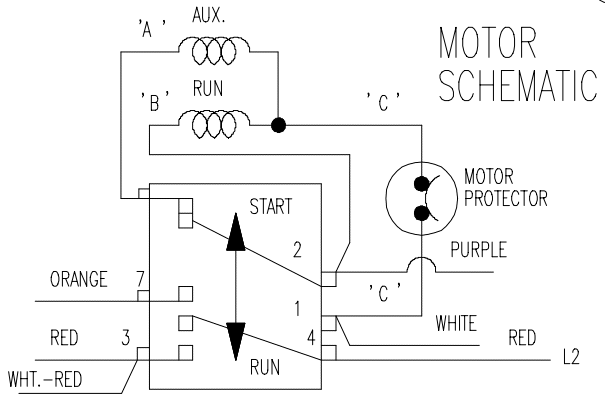 AUX.
'A'
MOTOR
SCHEMATIC
RUN
'B'
'C'
MOTOR
PROTECTOR
START
PURPLE
2
ORANGE
7
'C'
1
WHITE
RED
3
4
RED
L2
RUN
WHT.-RED